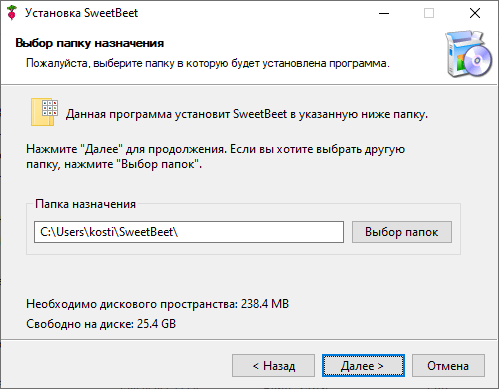 Установка SweetBeet
Выбор папку назначения
Пожалуйста, выберите папку в которую будет установлена программа.
Данная программа установит SweetBeet в указанную ниже папку.
Нажмите "Далее" для продолжения. Если вы хотите выбрать другую
папку, нажмите "Выбор папок".
Папка назначения
C:\Users\kosti\SweetBeet\
Выбор папок
Необходимо дискового пространства: 238.4 MB
Свободно на диске: 25.4 GB
< Назад
Далее >
Отмена